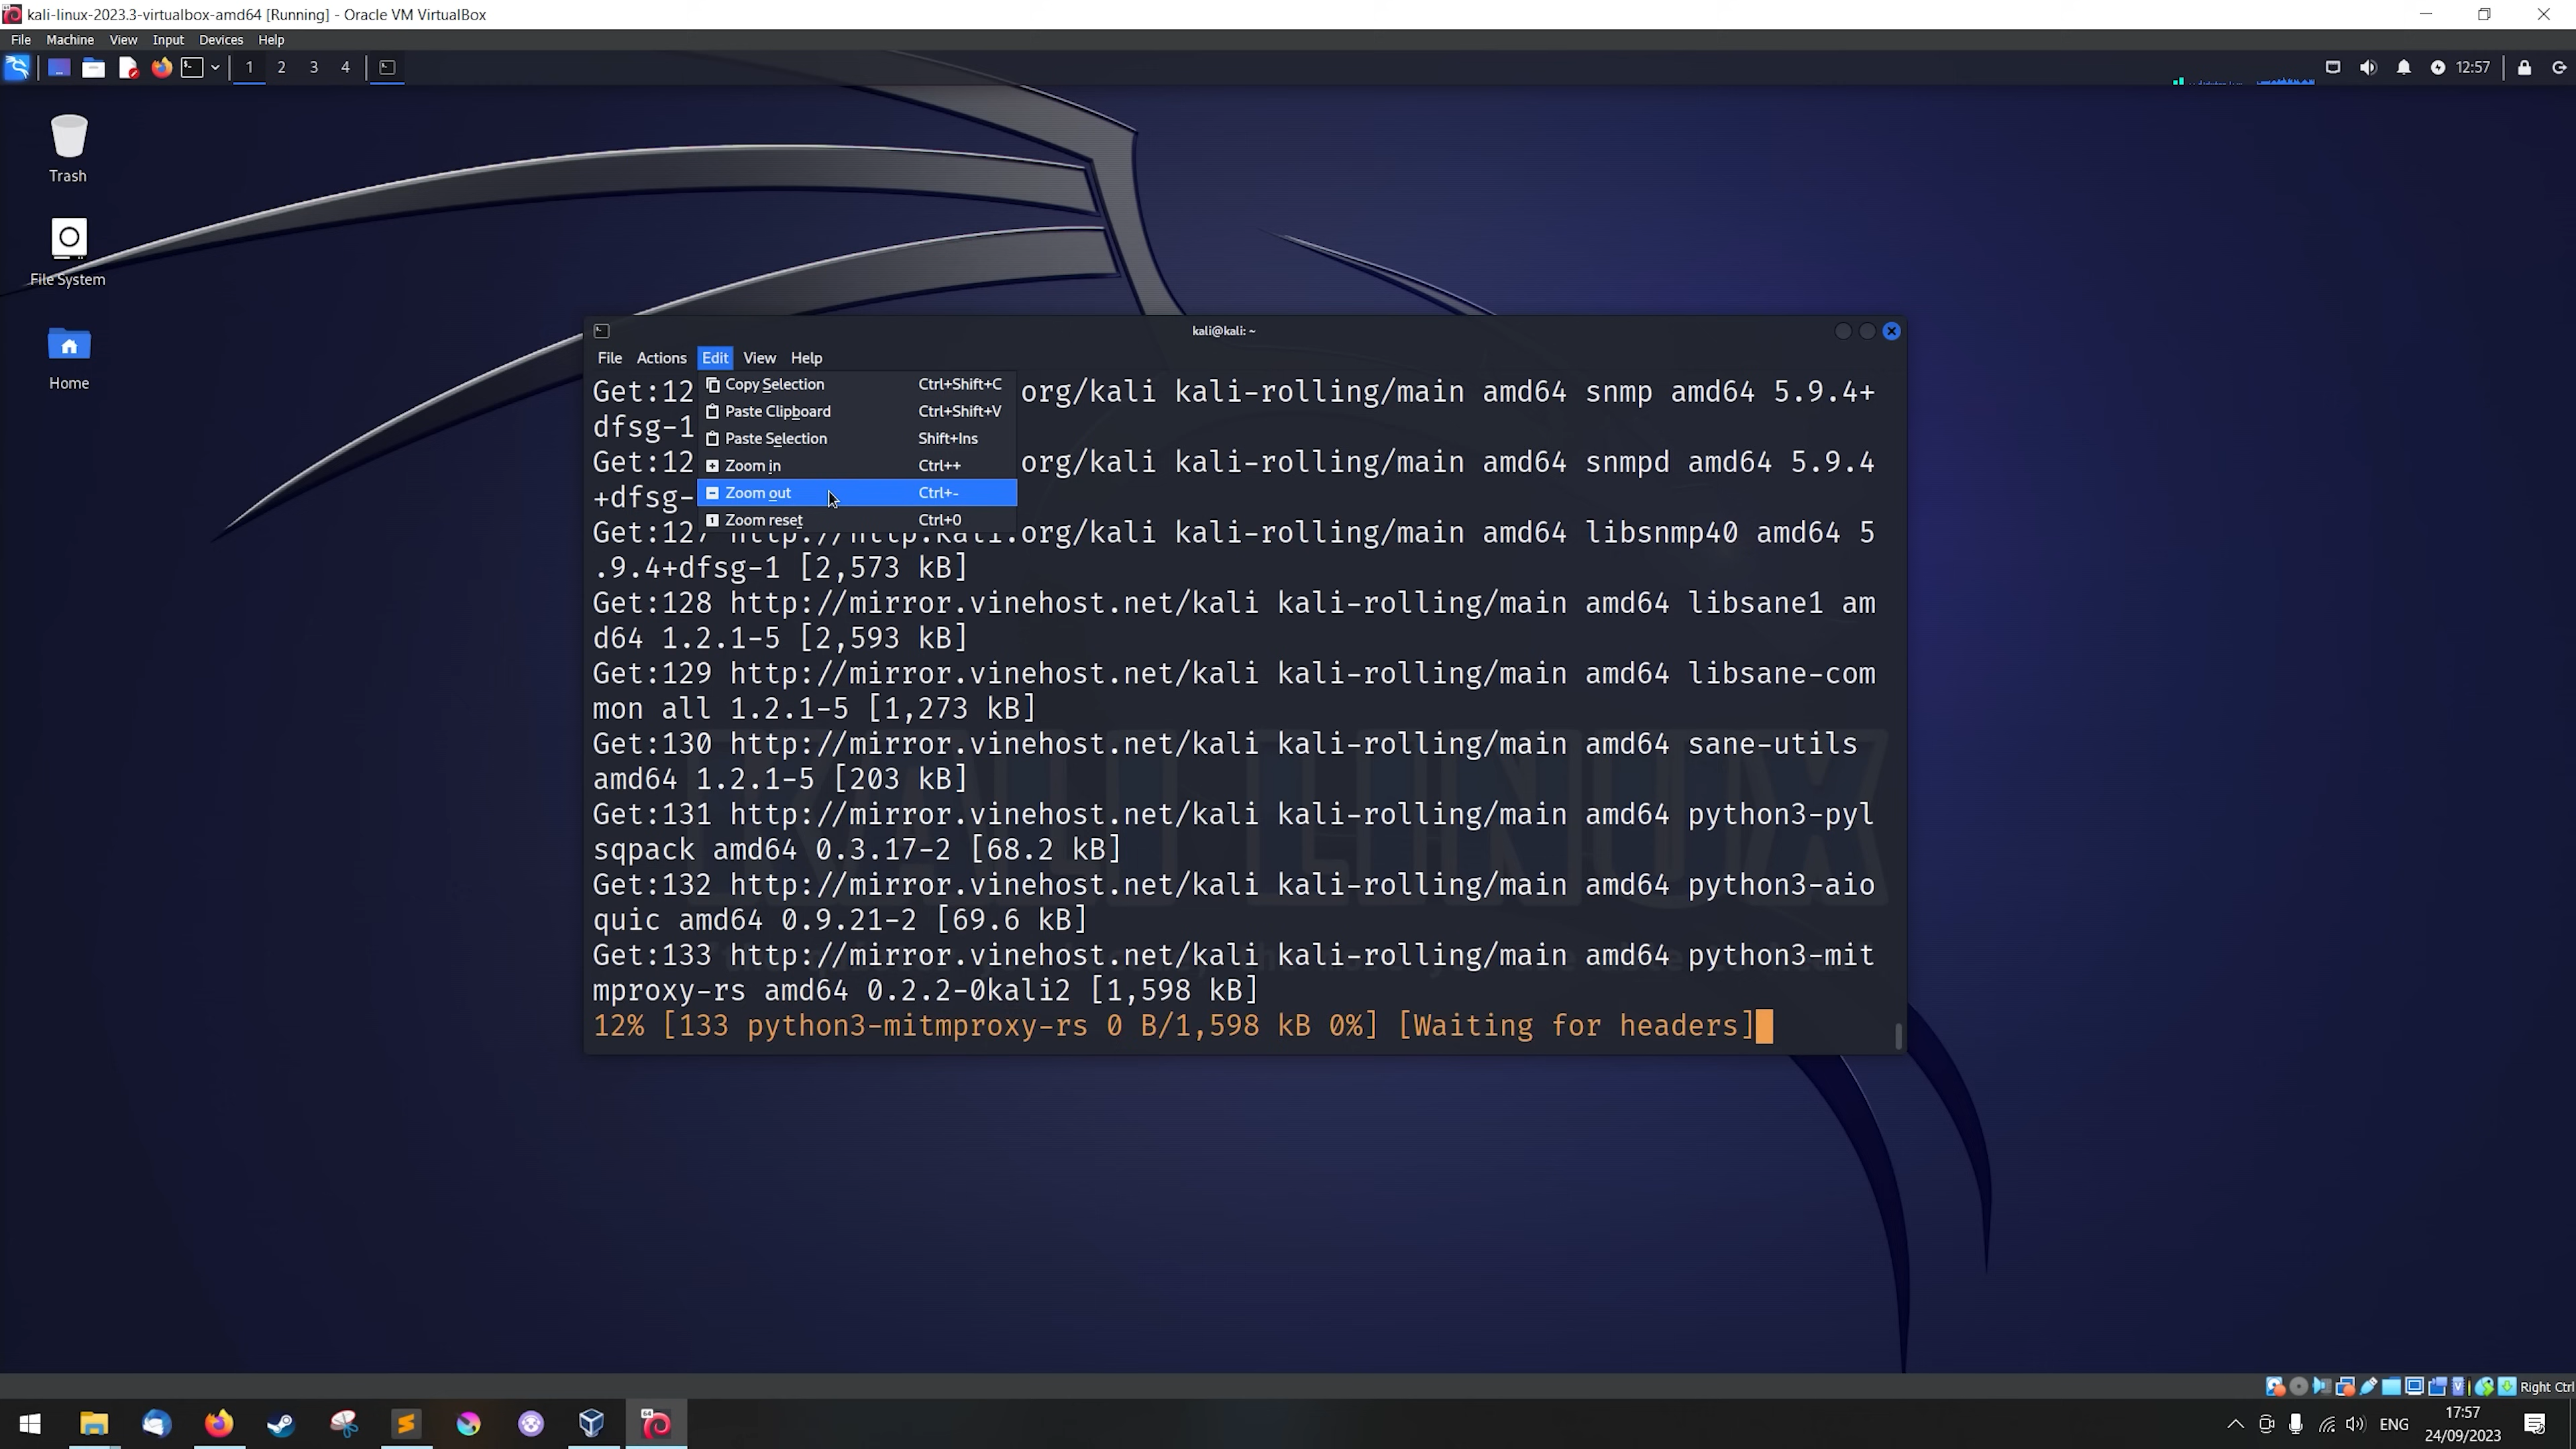 kali-linux-2023.3-virtualbox-amd64 [Running] - Oracle VM VirtualBox
File Machine View Input Devices Help
1 2 3 4
12:57
Trash
File System
Home
kali@kali: ~
File Actions Edit View Help
Copy Selection Ctrl+Shift+C
Paste Clipboard Ctrl+Shift+V
Paste Selection Shift+Ins
Zoom in Ctrl++
Zoom out Ctrl+-
Zoom reset Ctrl+0
Get:12 org/kali kali-rolling/main amd64 snmp amd64 5.9.4+
dfsg-1
Get:12 org/kali kali-rolling/main amd64 snmpd amd64 5.9.4
+dfsg-
Get:127 http://http.kali.org/kali kali-rolling/main amd64 libsnmp40 amd64 5
.9.4+dfsg-1 [2,573 kB]
Get:128 http://mirror.vinehost.net/kali kali-rolling/main amd64 libsane1 am
d64 1.2.1-5 [2,593 kB]
Get:129 http://mirror.vinehost.net/kali kali-rolling/main amd64 libsane-com
mon all 1.2.1-5 [1,273 kB]
Get:130 http://mirror.vinehost.net/kali kali-rolling/main amd64 sane-utils
amd64 1.2.1-5 [203 kB]
Get:131 http://mirror.vinehost.net/kali kali-rolling/main amd64 python3-pyl
sqpack amd64 0.3.17-2 [68.2 kB]
Get:132 http://mirror.vinehost.net/kali kali-rolling/main amd64 python3-aio
quic amd64 0.9.21-2 [69.6 kB]
Get:133 http://mirror.vinehost.net/kali kali-rolling/main amd64 python3-mit
mproxy-rs amd64 0.2.2-0kali2 [1,598 kB]
12% [133 python3-mitmproxy-rs 0 B/1,598 kB 0%] [Waiting for headers]
KALI LINUX
Right Ctrl
64
ENG
17:57
24/09/2023